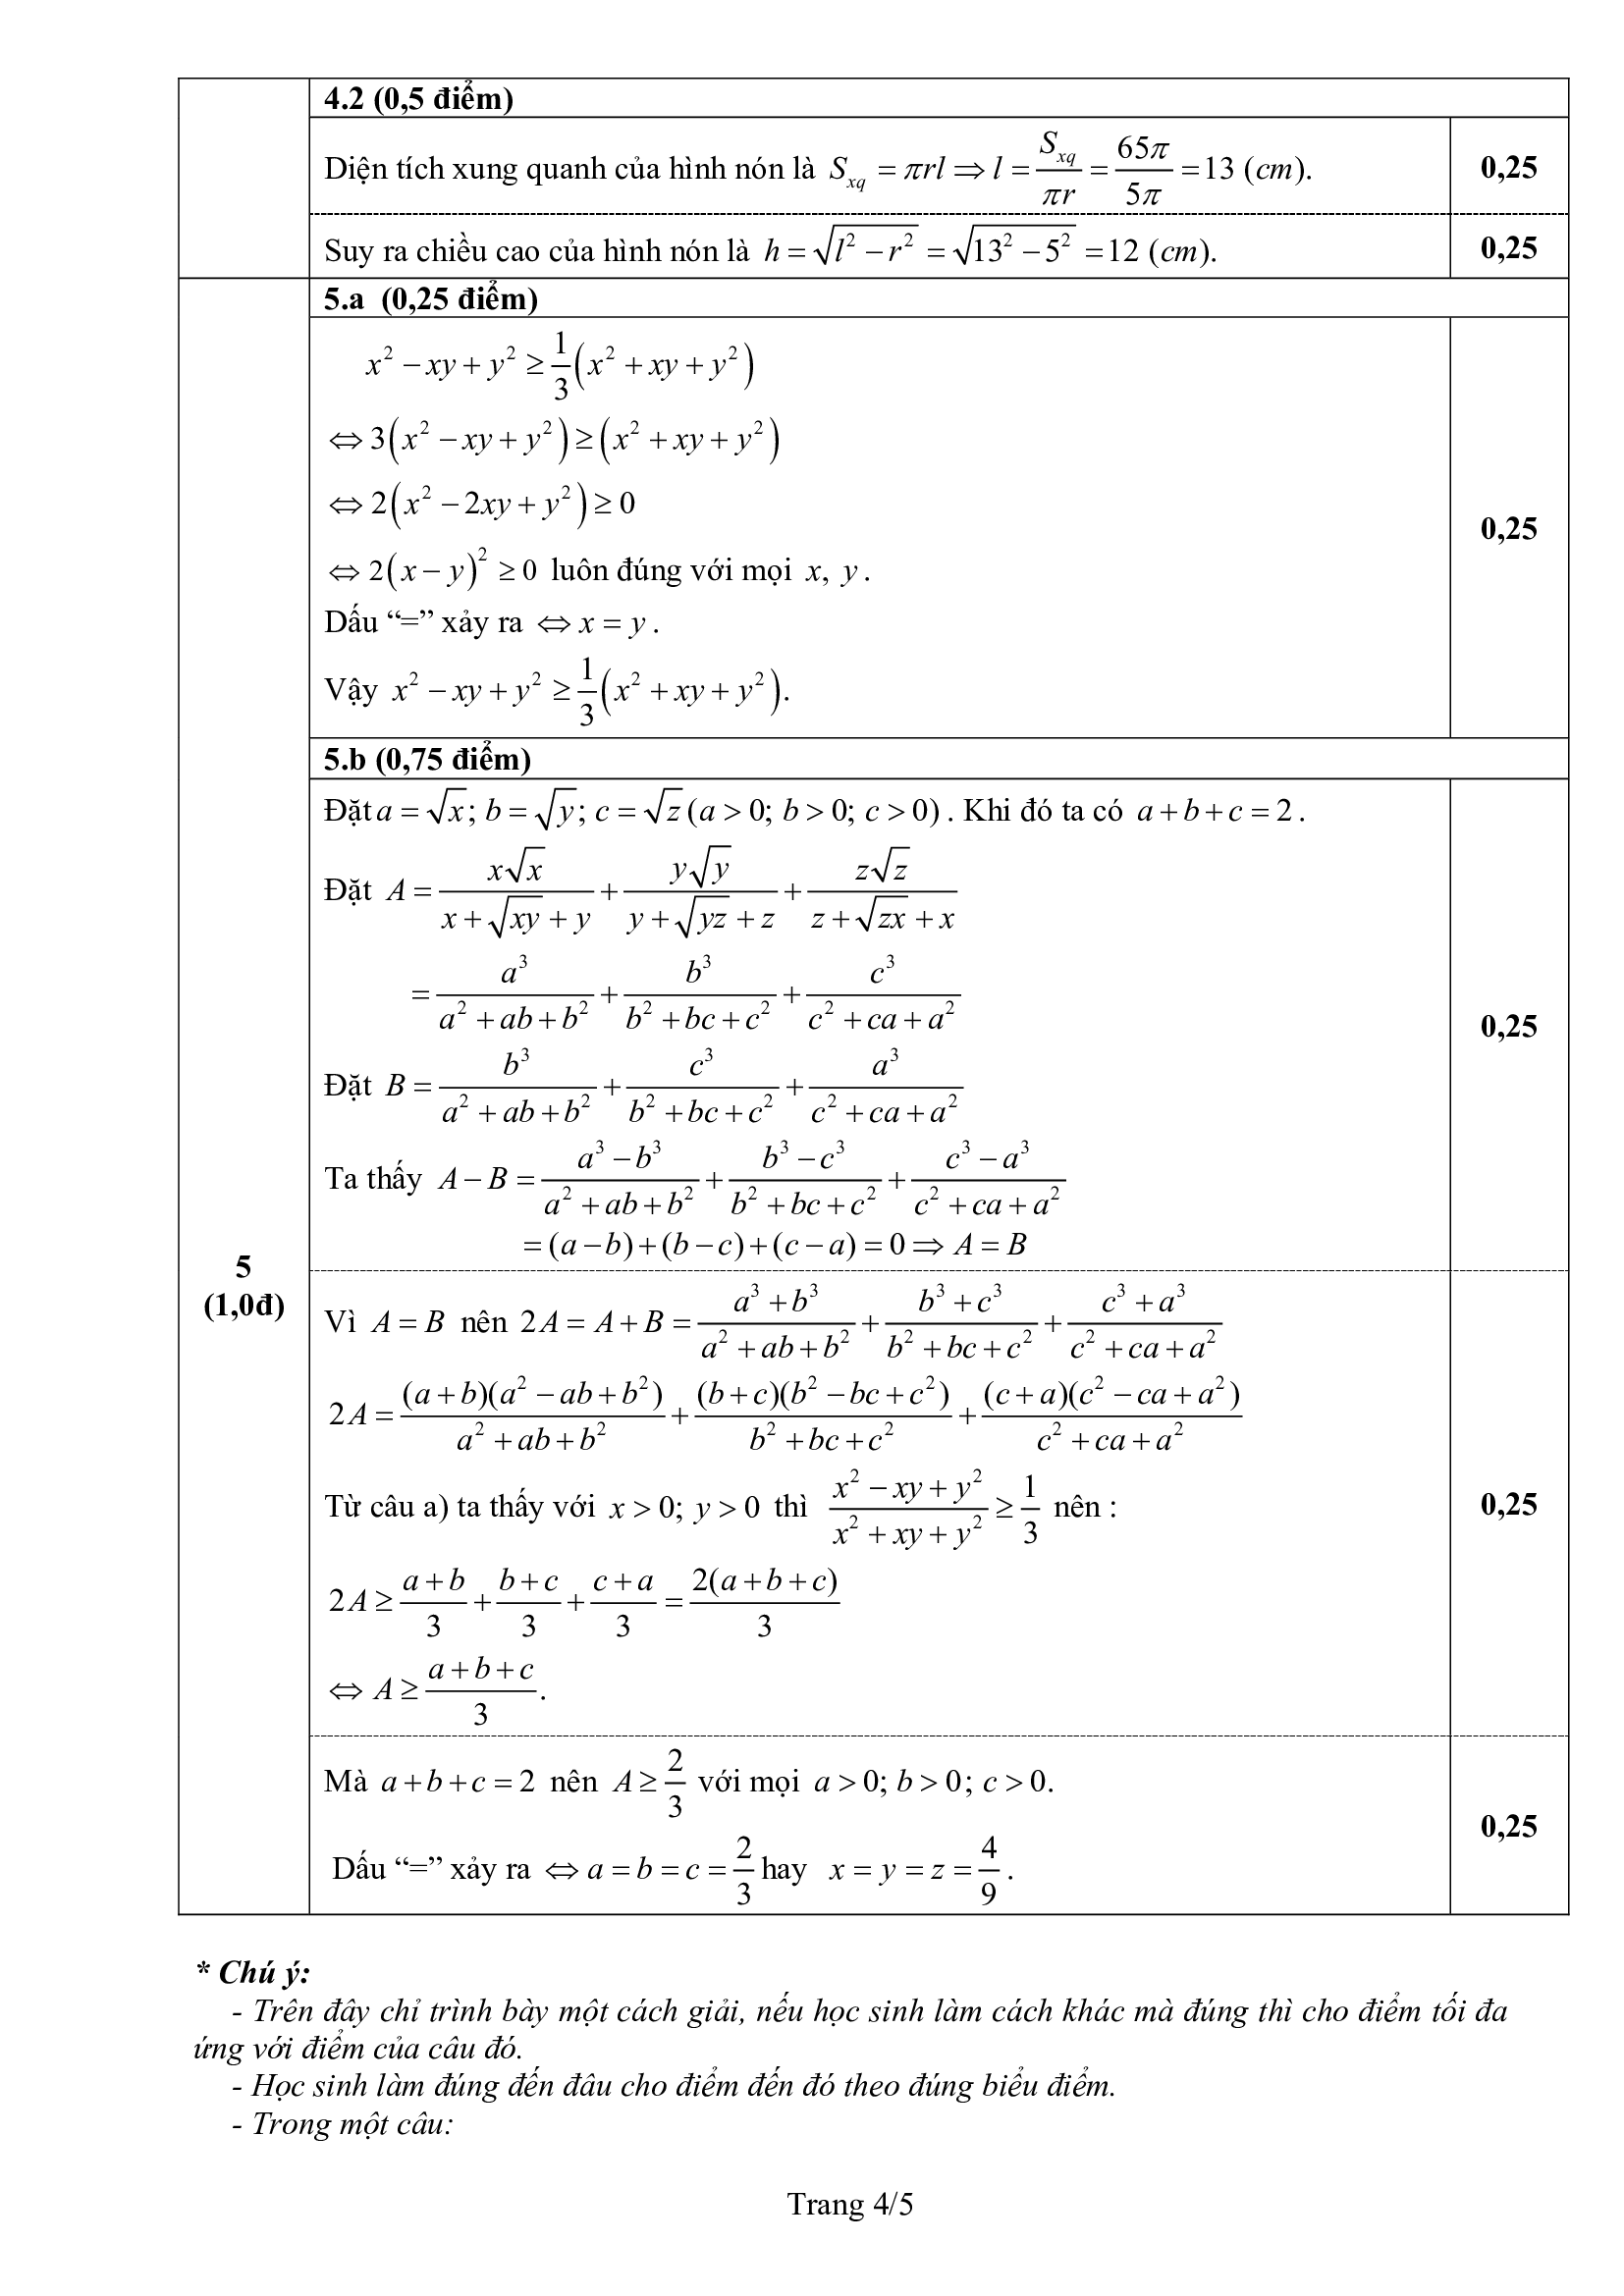 4.2 (0,5 điểm)
Diện tích xung quanh của hình nón là $S_{xq} = \pi rl \Rightarrow l = \frac{S_{xq}}{\pi r} = \frac{65\pi}{5\pi} = 13 \ (cm).$ 0,25
Suy ra chiều cao của hình nón là $h = \sqrt{l^2 - r^2} = \sqrt{13^2 - 5^2} = 12 \ (cm).$ 0,25
5.a (0,25 điểm)
$x^2 - xy + y^2 \ge \frac{1}{3}\left(x^2 + xy + y^2\right)$
$\Leftrightarrow 3\left(x^2 - xy + y^2\right) \ge \left(x^2 + xy + y^2\right)$
$\Leftrightarrow 2\left(x^2 - 2xy + y^2\right) \ge 0$
0,25
$\Leftrightarrow 2\left(x - y\right)^2 \ge 0$ luôn đúng với mọi $x, y$.
Dấu “=” xảy ra $\Leftrightarrow x = y$.
Vậy $x^2 - xy + y^2 \ge \frac{1}{3}\left(x^2 + xy + y^2\right).$
5.b (0,75 điểm)
Đặt $a = \sqrt{x}; b = \sqrt{y}; c = \sqrt{z} (a > 0; b > 0; c > 0)$. Khi đó ta có $a + b + c = 2$.
Đặt $A = \frac{x\sqrt{x}}{x + \sqrt{xy} + y} + \frac{y\sqrt{y}}{y + \sqrt{yz} + z} + \frac{z\sqrt{z}}{z + \sqrt{zx} + x}$
$= \frac{a^3}{a^2 + ab + b^2} + \frac{b^3}{b^2 + bc + c^2} + \frac{c^3}{c^2 + ca + a^2}$
0,25
Đặt $B = \frac{b^3}{a^2 + ab + b^2} + \frac{c^3}{b^2 + bc + c^2} + \frac{a^3}{c^2 + ca + a^2}$
Ta thấy $A - B = \frac{a^3 - b^3}{a^2 + ab + b^2} + \frac{b^3 - c^3}{b^2 + bc + c^2} + \frac{c^3 - a^3}{c^2 + ca + a^2}$
$= (a - b) + (b - c) + (c - a) = 0 \Rightarrow A = B$
5
(1,0đ)
Vì $A = B$ nên $2A = A + B = \frac{a^3 + b^3}{a^2 + ab + b^2} + \frac{b^3 + c^3}{b^2 + bc + c^2} + \frac{c^3 + a^3}{c^2 + ca + a^2}$
$2A = \frac{(a + b)(a^2 - ab + b^2)}{a^2 + ab + b^2} + \frac{(b + c)(b^2 - bc + c^2)}{b^2 + bc + c^2} + \frac{(c + a)(c^2 - ca + a^2)}{c^2 + ca + a^2}$
Từ câu a) ta thấy với $x > 0; y > 0$ thì $\frac{x^2 - xy + y^2}{x^2 + xy + y^2} \ge \frac{1}{3}$ nên : 0,25
$2A \ge \frac{a + b}{3} + \frac{b + c}{3} + \frac{c + a}{3} = \frac{2(a + b + c)}{3}$
$\Leftrightarrow A \ge \frac{a + b + c}{3}.$
Mà $a + b + c = 2$ nên $A \ge \frac{2}{3}$ với mọi $a > 0; b > 0; c > 0.$
0,25
Dấu “=” xảy ra $\Leftrightarrow a = b = c = \frac{2}{3}$ hay $x = y = z = \frac{4}{9}$.
* Chú ý:
- Trên đây chỉ trình bày một cách giải, nếu học sinh làm cách khác mà đúng thì cho điểm tối đa
ứng với điểm của câu đó.
- Học sinh làm đúng đến đâu cho điểm đến đó theo đúng biểu điểm.
- Trong một câu:
Trang 4/5